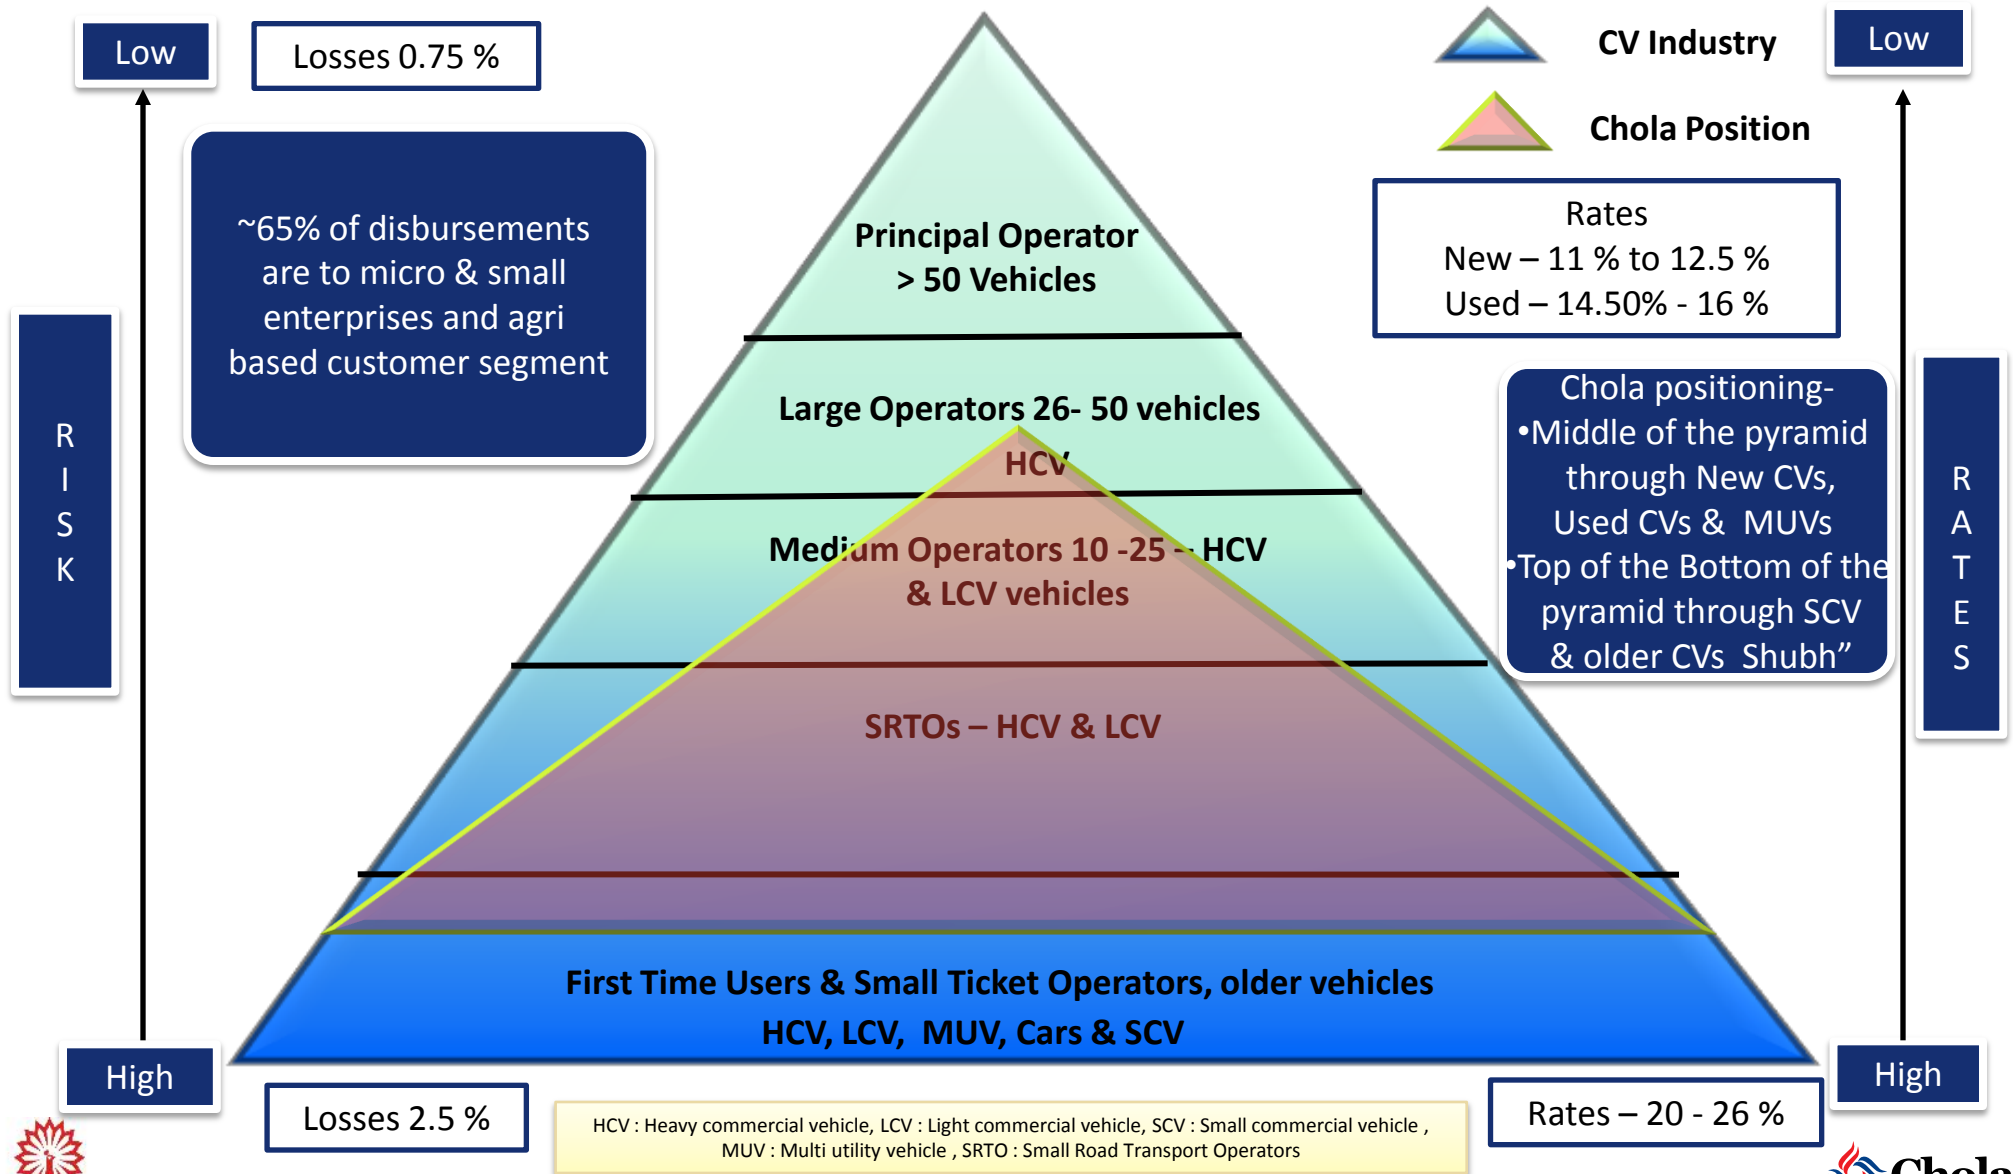 Low
Losses 0.75 %
CV Industry
Low
Chola Position
~65% of disbursements
are to micro & small
enterprises and agri
based customer segment
Principal Operator
> 50 Vehicles
Rates
New – 11 % to 12.5 %
Used – 14.50% - 16 %
Large Operators 26- 50 vehicles
HCV
Chola positioning-
•Middle of the pyramid
through New CVs,
Used CVs & MUVs
•Top of the Bottom of the
pyramid through SCV
& older CVs Shubh”
R
I
S
K
R
A
T
E
S
Medium Operators 10 -25 – HCV
& LCV vehicles
SRTOs – HCV & LCV
First Time Users & Small Ticket Operators, older vehicles
HCV, LCV, MUV, Cars & SCV
High
High
Losses 2.5 %
Rates – 20 - 26 %
HCV : Heavy commercial vehicle, LCV : Light commercial vehicle, SCV : Small commercial vehicle ,
MUV : Multi utility vehicle , SRTO : Small Road Transport Operators
Chola